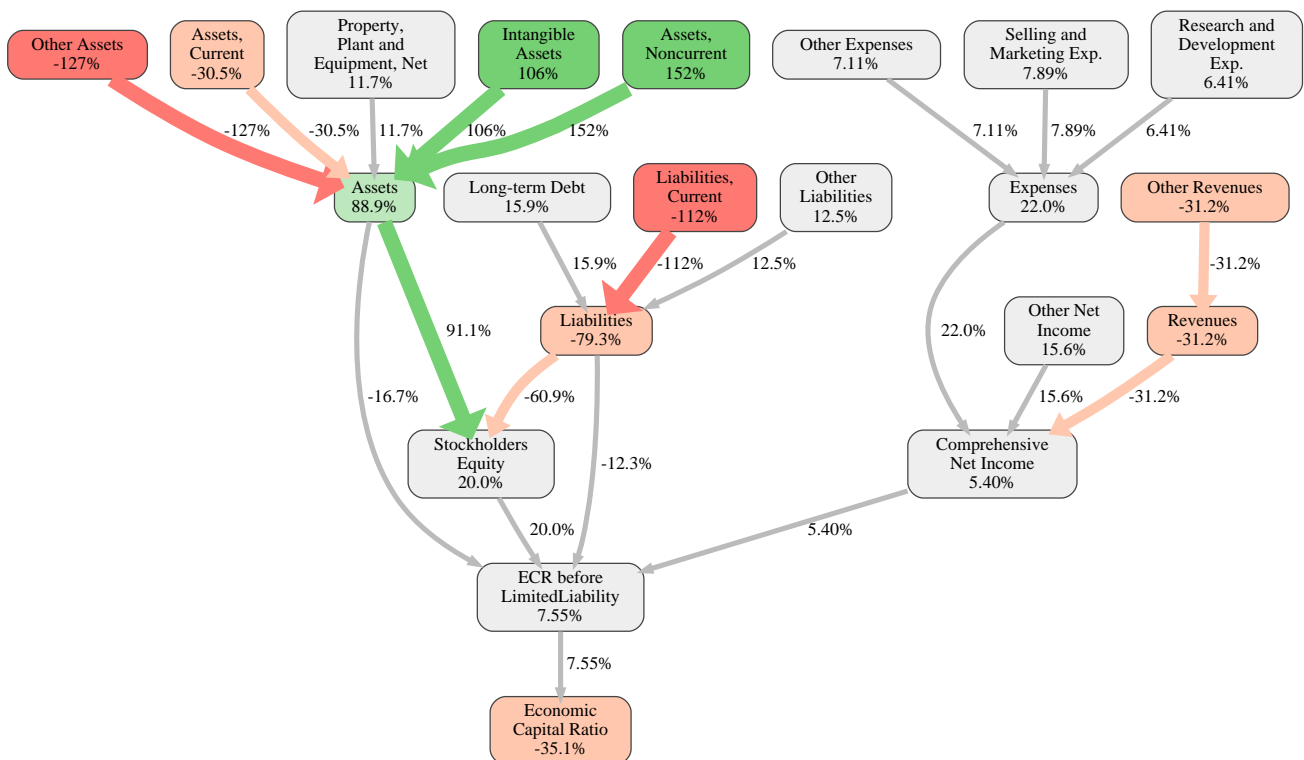 Other Assets
-127%
Assets,
Current
-30.5%
Property,
Plant and
Equipment, Net
11.7%
Intangible
Assets
106%
Assets,
Noncurrent
152%
Other Expenses
7.11%
Selling and
Marketing Exp.
7.89%
Research and
Development
Exp.
6.41%
-127%
-30.5%
11.7%
106%
152%
7.11%
7.89%
6.41%
Assets
88.9%
Long-term Debt
15.9%
Liabilities,
Current
-112%
Other
Liabilities
12.5%
Expenses
22.0%
Other Revenues
-31.2%
15.9%
-112%
12.5%
-31.2%
Liabilities
-79.3%
Other Net
Income
15.6%
Revenues
-31.2%
91.1%
22.0%
-16.7%
-60.9%
15.6%
-31.2%
Stockholders
Equity
20.0%
-12.3%
Comprehensive
Net Income
5.40%
20.0%
5.40%
ECR before
LimitedLiability
7.55%
7.55%
Economic
Capital Ratio
-35.1%